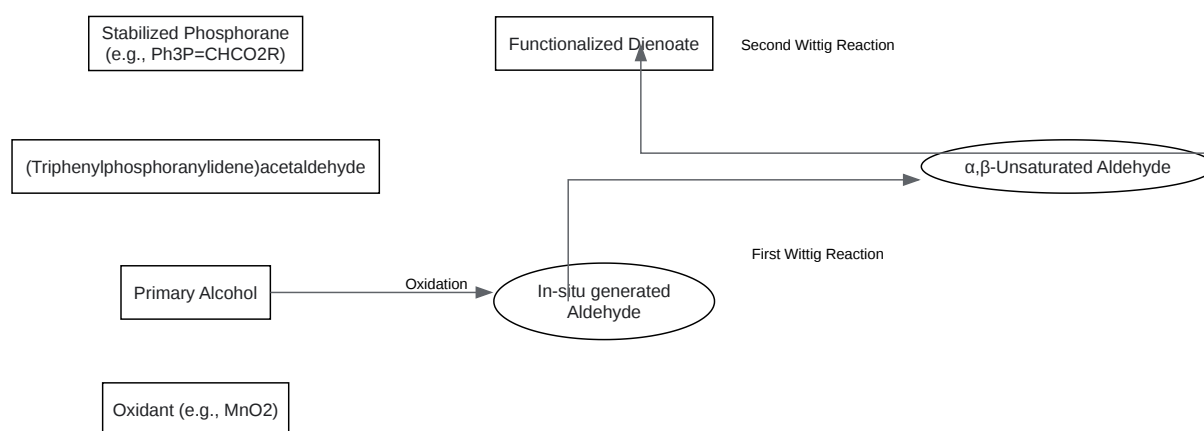 Stabilized Phosphorane
(e.g., Ph3P=CHCO2R)
Functionalized Dienoate
Second Wittig Reaction
(Triphenylphosphoranylidene)acetaldehyde
α,β-Unsaturated Aldehyde
First Wittig Reaction
Primary Alcohol
Oxidation
In-situ generated
Aldehyde
Oxidant (e.g., MnO2)